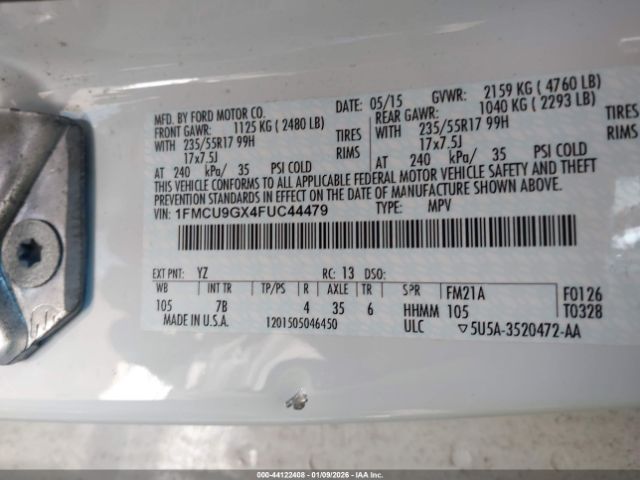 MFD. BY FORD MOTOR CO.
DATE: 05/15 GVWR: 2159 KG ( 4760 LB)
FRONT GAWR: 1125 KG ( 2480 LB) REAR GAWR: 1040 KG ( 2293 LB)
WITH 235/55R17 99H TIRES WITH 235/55R17 99H TIRES
17x7.5J RIMS 17x7.5J RIMS
AT 240 kPa/ 35 PSI COLD AT 240 kPa/ 35 PSI COLD
THIS VEHICLE CONFORMS TO ALL APPLICABLE FEDERAL MOTOR VEHICLE SAFETY AND THEFT
PREVENTION STANDARDS IN EFFECT ON THE DATE OF MANUFACTURE SHOWN ABOVE.
VIN: 1FMCU9GX4FUC44479 TYPE: MPV
EXT PNT: YZ RC: 13 DSO:
WB INT TR TP/PS R AXLE TR SPR FM21A F0126
105 7B 4 35 6 HHMM 105 T0328
MADE IN U.S.A. 1201505046450 ULC ▽5U5A-3520472-AA
000-44122408 | 01/09/2026 | COPYRIGHT © IAA, LLC.